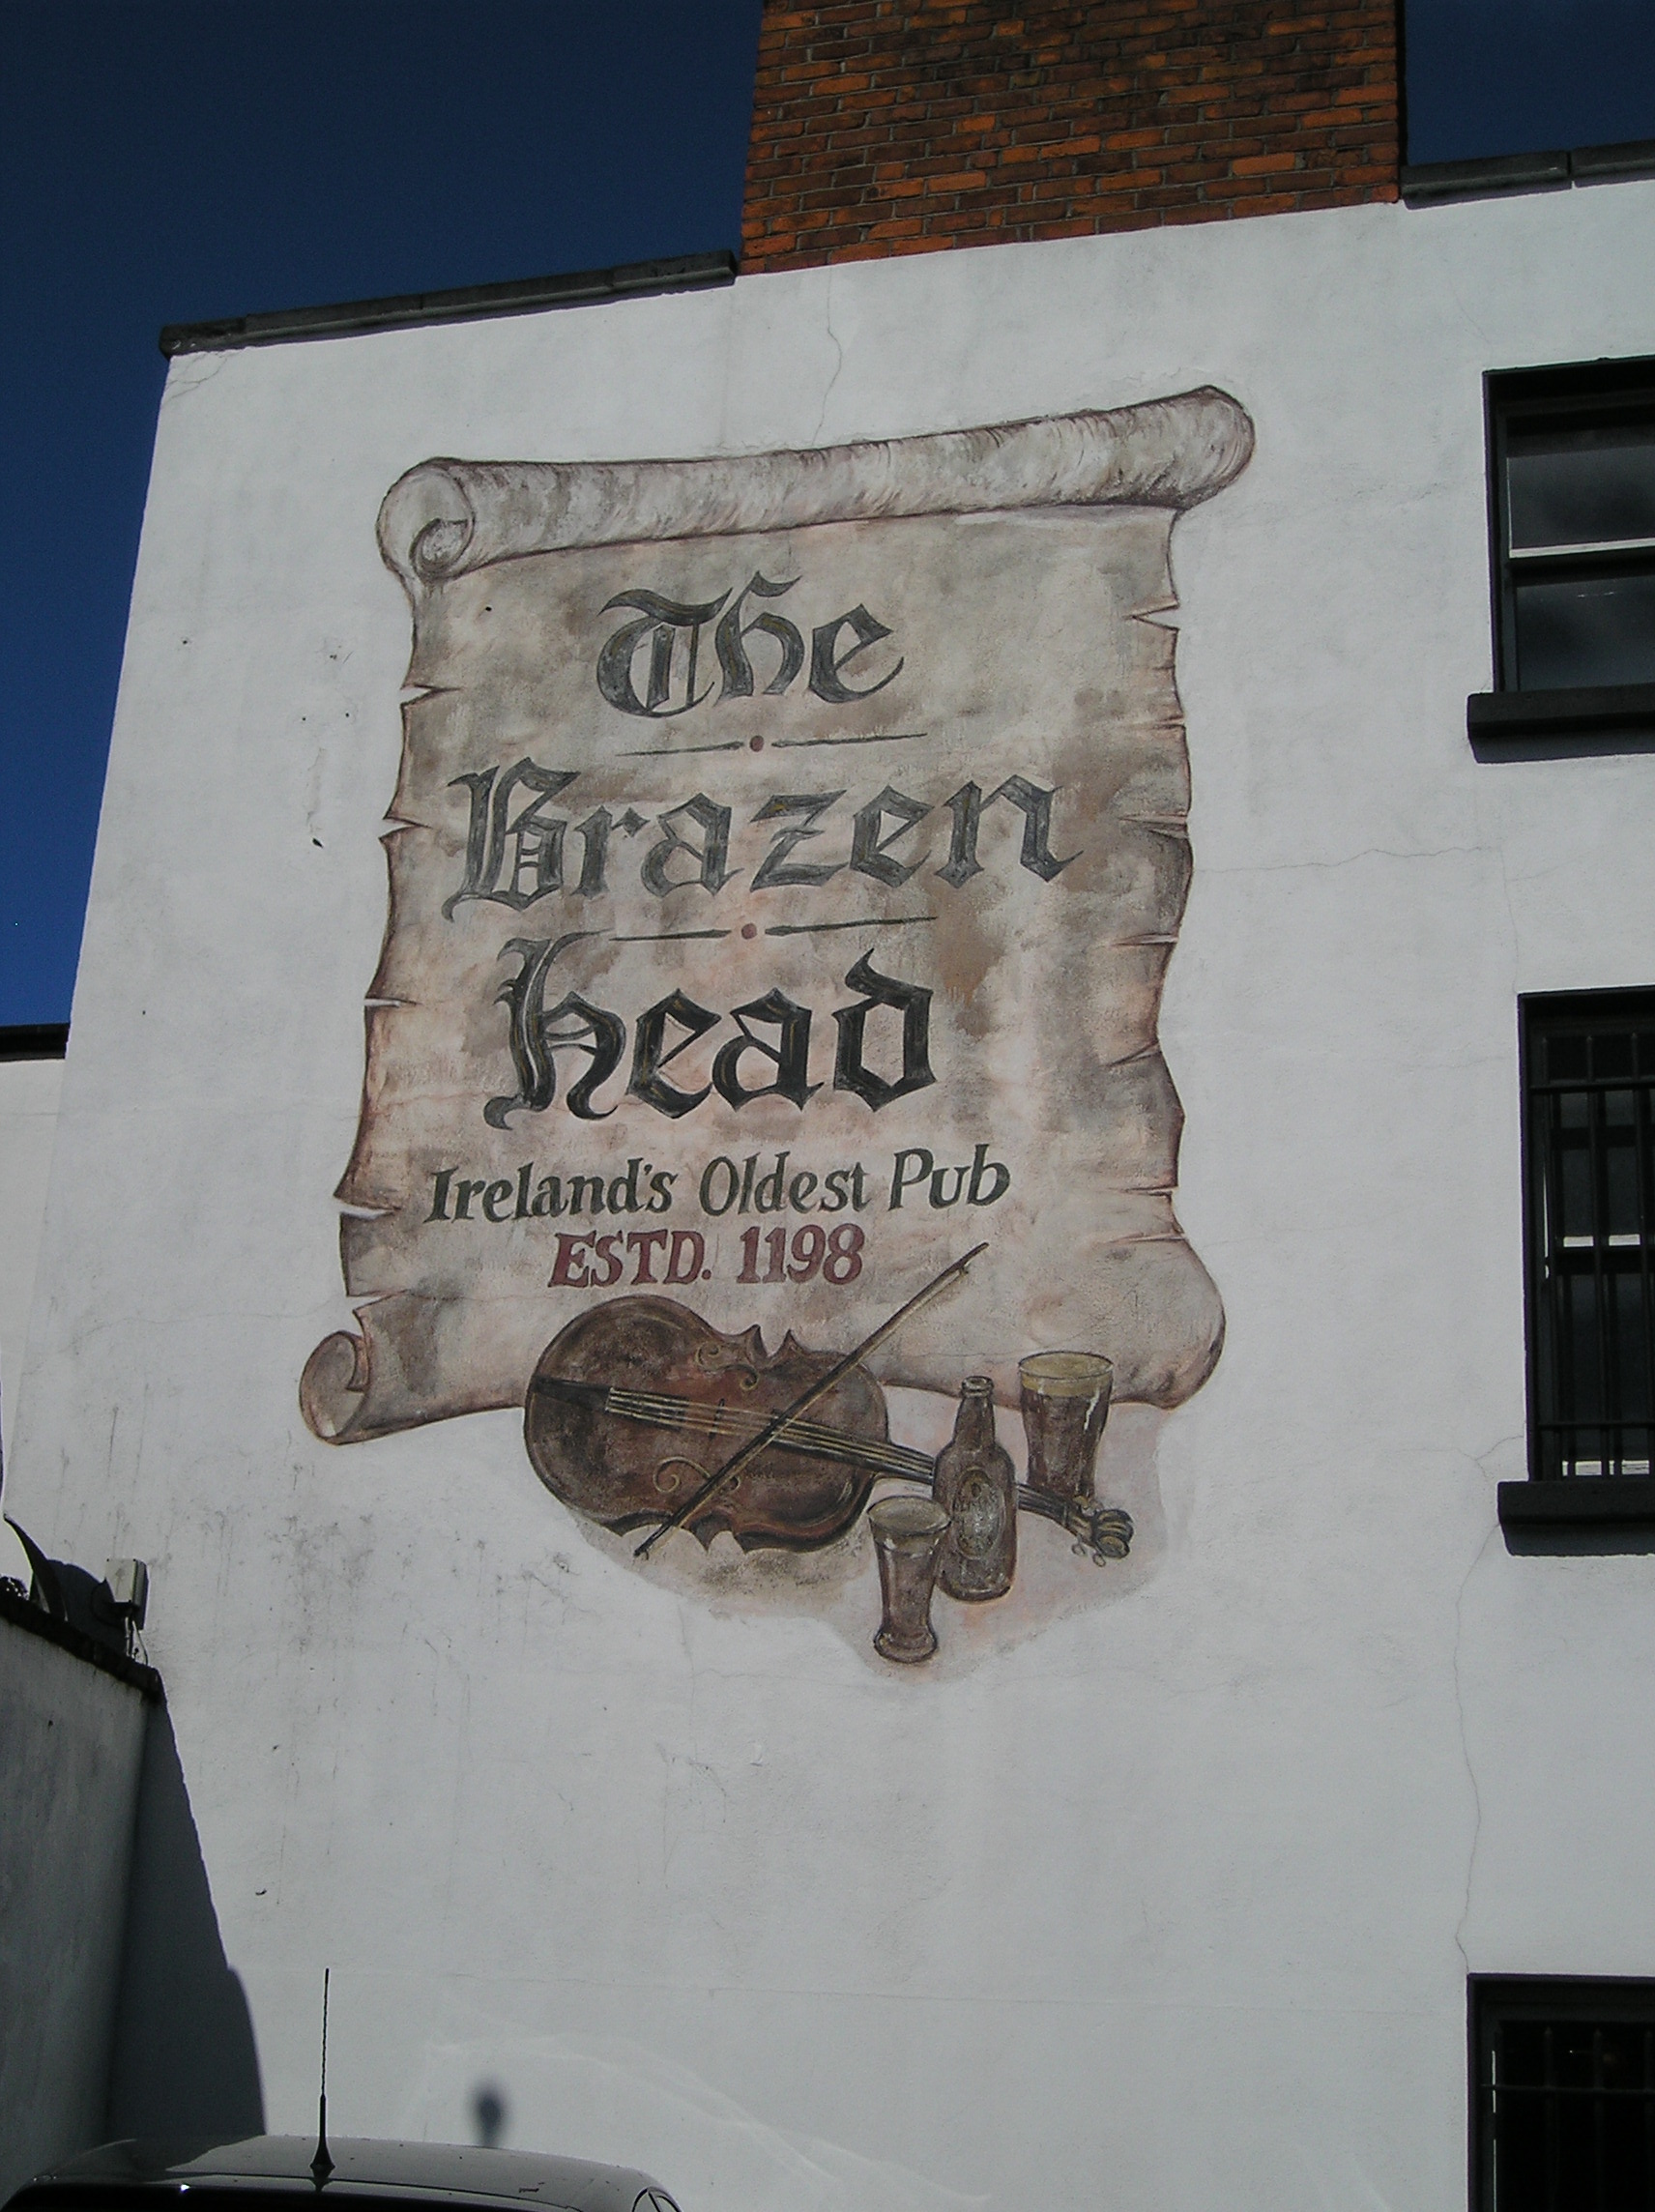 The
Brazen
head
Ireland's Oldest Pub
ESTD. 1198